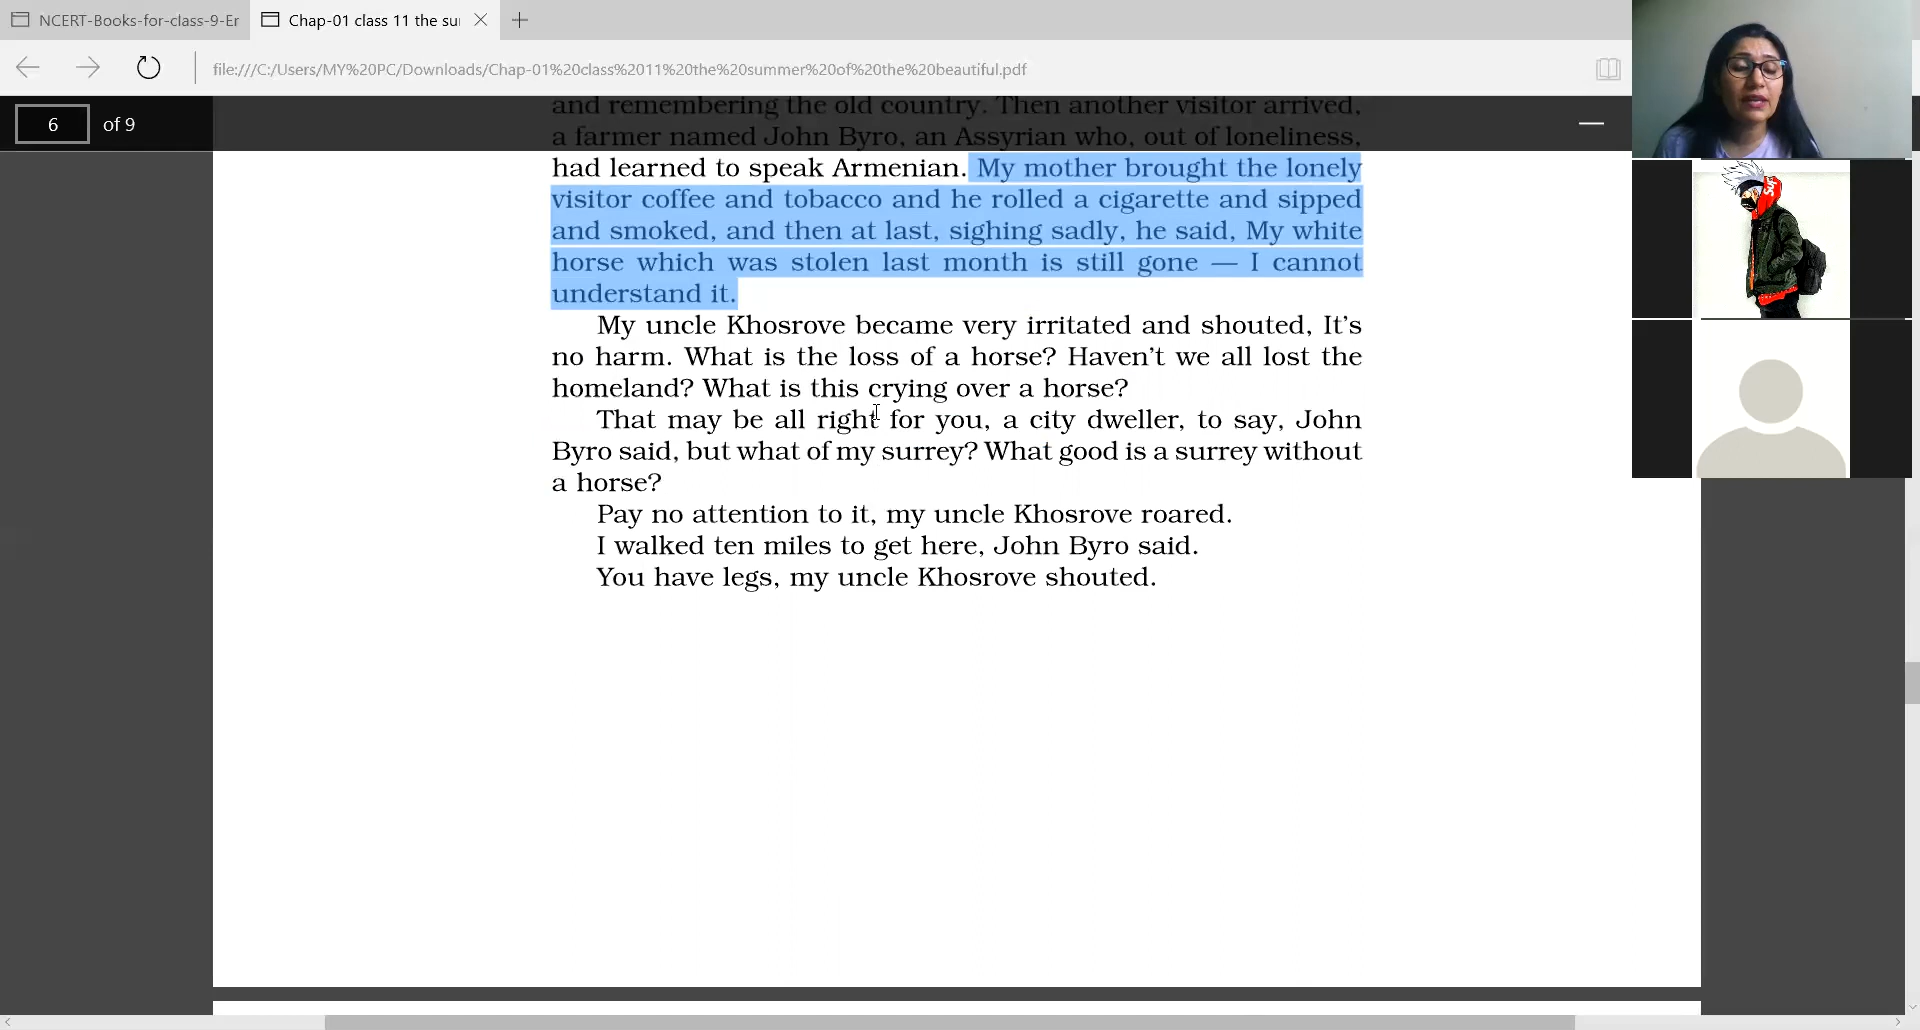 NCERT-Books-for-class-9-Er
Chap-01 class 11 the su
file:///C:/Users/MY%20PC/Downloads/Chap-01%20class%2011%20the%20summer%20of%20the%20beautiful.pdf
6 of 9
and remembering the old country. Then another visitor arrived,
a farmer named John Byro, an Assyrian who, out of loneliness,
had learned to speak Armenian. My mother brought the lonely
visitor coffee and tobacco and he rolled a cigarette and sipped
and smoked, and then at last, sighing sadly, he said, My white
horse which was stolen last month is still gone — I cannot
understand it.
My uncle Khosrove became very irritated and shouted, It's
no harm. What is the loss of a horse? Haven't we all lost the
homeland? What is this crying over a horse?
That may be all right for you, a city dweller, to say, John
Byro said, but what of my surrey? What good is a surrey without
a horse?
Pay no attention to it, my uncle Khosrove roared.
I walked ten miles to get here, John Byro said.
You have legs, my uncle Khosrove shouted.